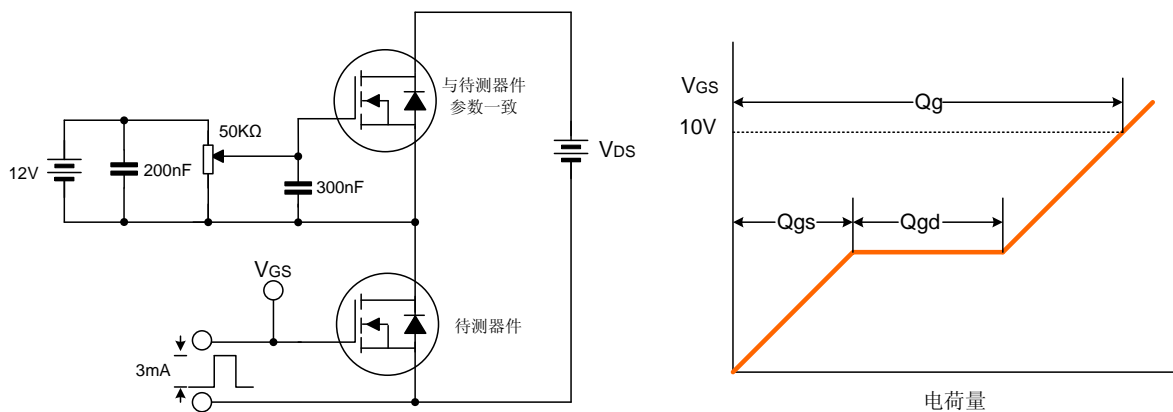 与待测器件
参数一致
50KΩ
12V
200nF
300nF
VDS
VGS
待测器件
3mA
VGS
Qg
10V
Qgs
Qgd
电荷量